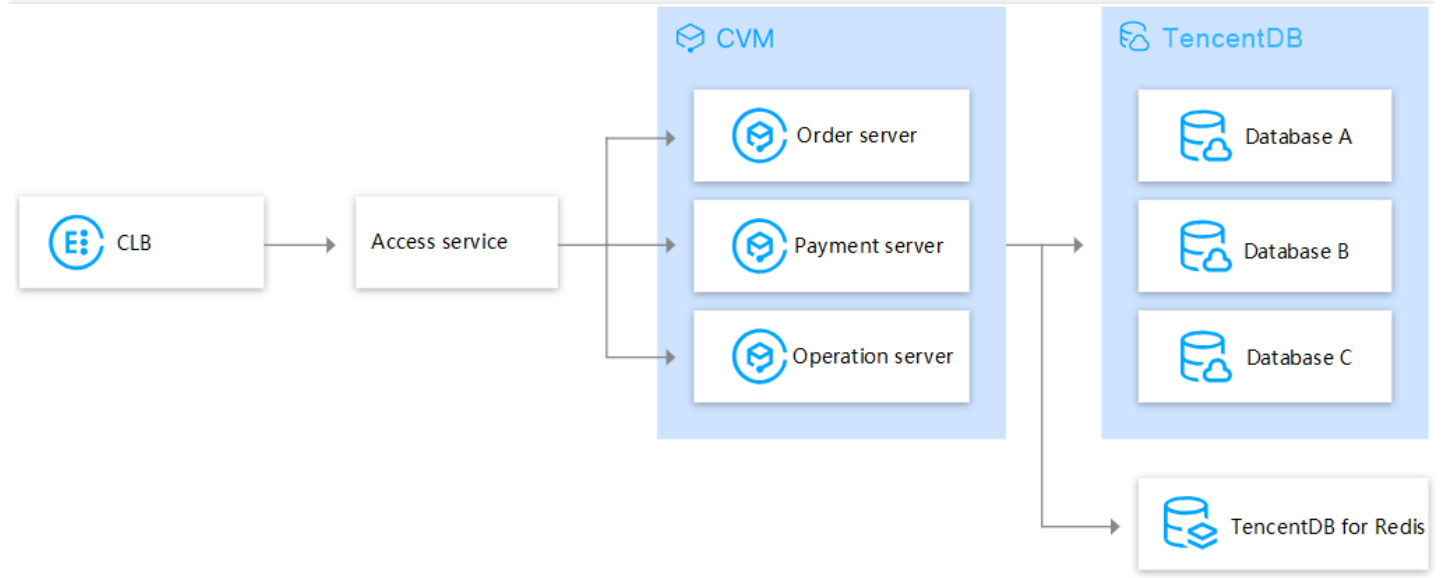 CVM
TencentDB
Order server
Database A
CLB
Access service
Payment server
Database B
Operation server
Database C
TencentDB for Redis